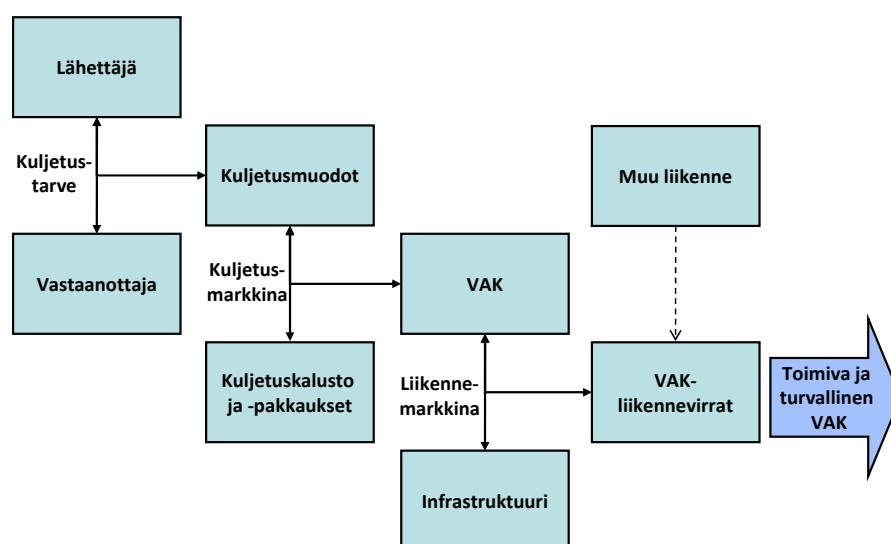 Lähettäjä
Kuljetus-
tarve
Kuljetusmuodot
Muu liikenne
Vastaanottaja
Kuljetus-
markkina
VAK
Kuljetuskalusto
ja -pakkaukset
Liikenne-
markkina
VAK-
liikennevirrat
Toimiva ja
turvallinen
VAK
Infrastruktuuri